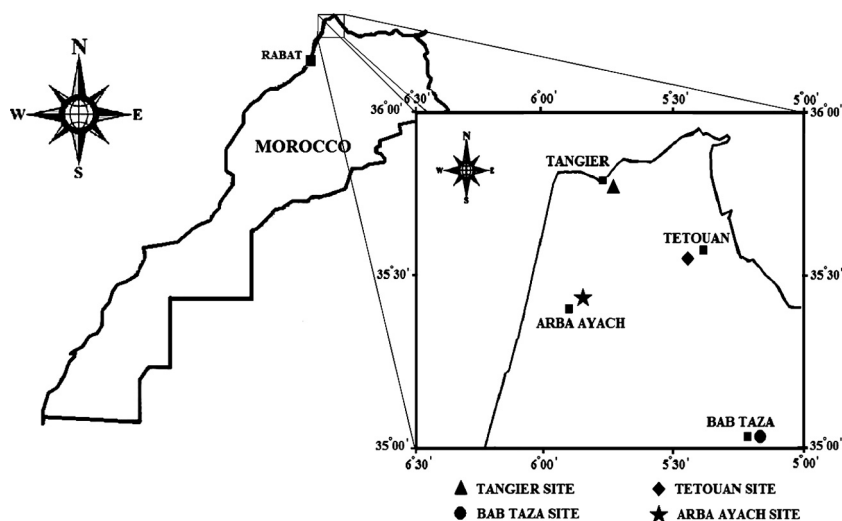 N
W
E
S
RABAT
MOROCCO
6°30'
6°00'
5°30'
5°00'
36°00'
36°00'
N
W
E
S
TANGIER
TETOUAN
35°30'
35°30'
ARBA AYACH
BAB TAZA
35°00'
35°00'
6°30'
6°00'
5°30'
5°00'
TANGIER SITE
TETOUAN SITE
BAB TAZA SITE
ARBA AYACH SITE